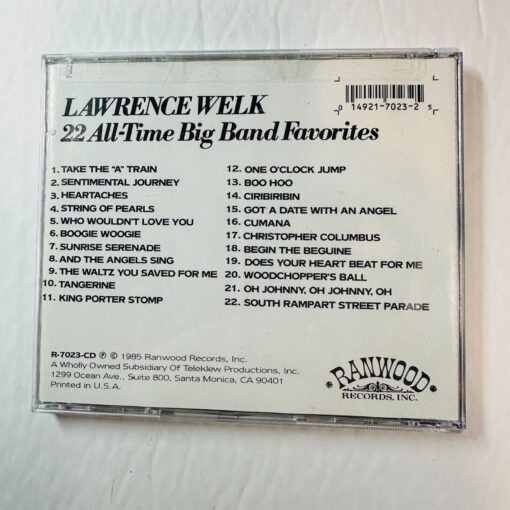 LAWRENCE WELK
22 All-Time Big Band Favorites
0 14921-7023-2 5
1. TAKE THE "A" TRAIN
2. SENTIMENTAL JOURNEY
3. HEARTACHES
4. STRING OF PEARLS
5. WHO WOULDN'T LOVE YOU
6. BOOGIE WOOGIE
7. SUNRISE SERENADE
8. AND THE ANGELS SING
9. THE WALTZ YOU SAVED FOR ME
10. TANGERINE
11. KING PORTER STOMP
12. ONE O'CLOCK JUMP
13. BOO HOO
14. CIRIBIRIBIN
15. GOT A DATE WITH AN ANGEL
16. CUMANA
17. CHRISTOPHER COLUMBUS
18. BEGIN THE BEGUINE
19. DOES YOUR HEART BEAT FOR ME
20. WOODCHOPPER'S BALL
21. OH JOHNNY, OH JOHNNY, OH
22. SOUTH RAMPART STREET PARADE
R-7023-CD ℗ © 1985 Ranwood Records, Inc.
A Wholly Owned Subsidiary Of Teleklew Productions, Inc.
1299 Ocean Ave., Suite 800, Santa Monica, CA 90401
Printed in U.S.A.
RANWOOD
RECORDS, INC.